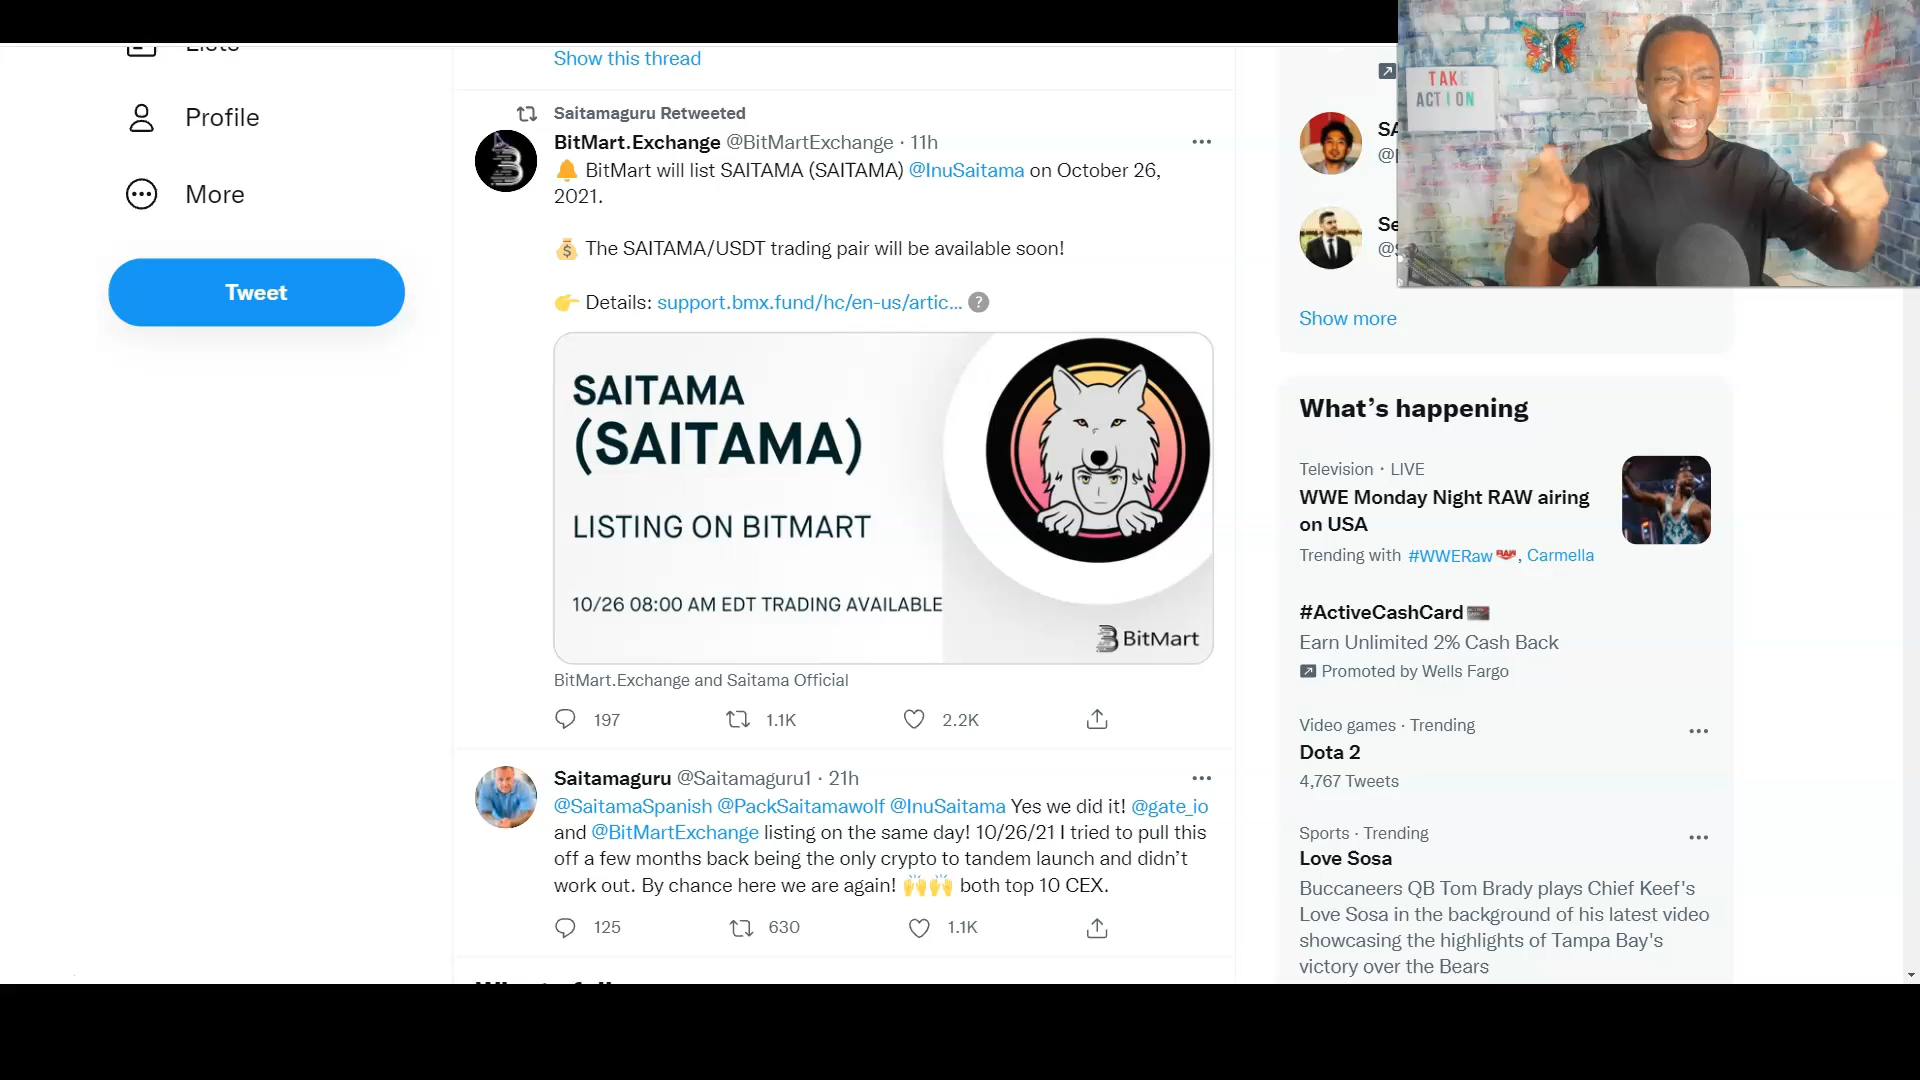 Lists
Profile
More
Tweet
Show this thread
Saitamaguru Retweeted
BitMart.Exchange @BitMartExchange · 11h
🔔 BitMart will list SAITAMA (SAITAMA) @InuSaitama on October 26,
2021.
💰 The SAITAMA/USDT trading pair will be available soon!
👉 Details: support.bmx.fund/hc/en-us/artic... ?
SAITAMA
(SAITAMA)
LISTING ON BITMART
10/26 08:00 AM EDT TRADING AVAILABLE
BitMart
BitMart.Exchange and Saitama Official
197 1.1K 2.2K
Saitamaguru @Saitamaguru1 · 21h
@SaitamaSpanish @PackSaitamawolf @InuSaitama Yes we did it! @gate_io
and @BitMartExchange listing on the same day! 10/26/21 I tried to pull this
off a few months back being the only crypto to tandem launch and didn’t
work out. By chance here we are again! 🙌🙌 both top 10 CEX.
125 630 1.1K
TAKE
ACTION
SA
Se
Show more
What’s happening
Television · LIVE
WWE Monday Night RAW airing
on USA
Trending with #WWERaw, Carmella
#ActiveCashCard
Earn Unlimited 2% Cash Back
Promoted by Wells Fargo
Video games · Trending
Dota 2
4,767 Tweets
Sports · Trending
Love Sosa
Buccaneers QB Tom Brady plays Chief Keef's
Love Sosa in the background of his latest video
showcasing the highlights of Tampa Bay's
victory over the Bears